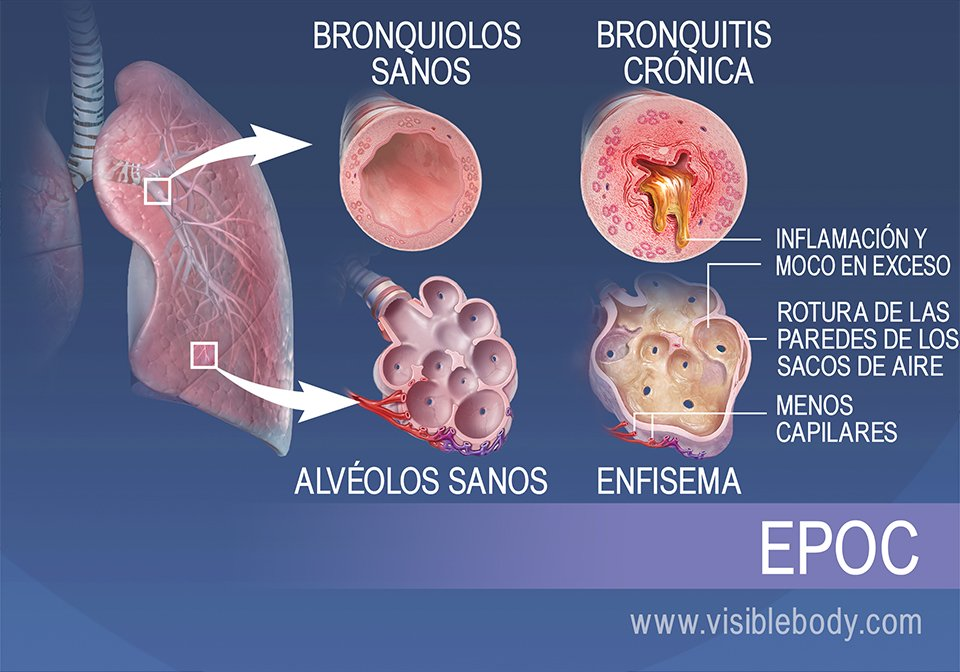 BRONQUIOLOS
SANOS
BRONQUITIS
CRÓNICA
INFLAMACIÓN Y
MOCO EN EXCESO
ROTURA DE LAS
PAREDES DE LOS
SACOS DE AIRE
MENOS
CAPILARES
ALVÉOLOS SANOS
ENFISEMA
EPOC
www.visiblebody.com